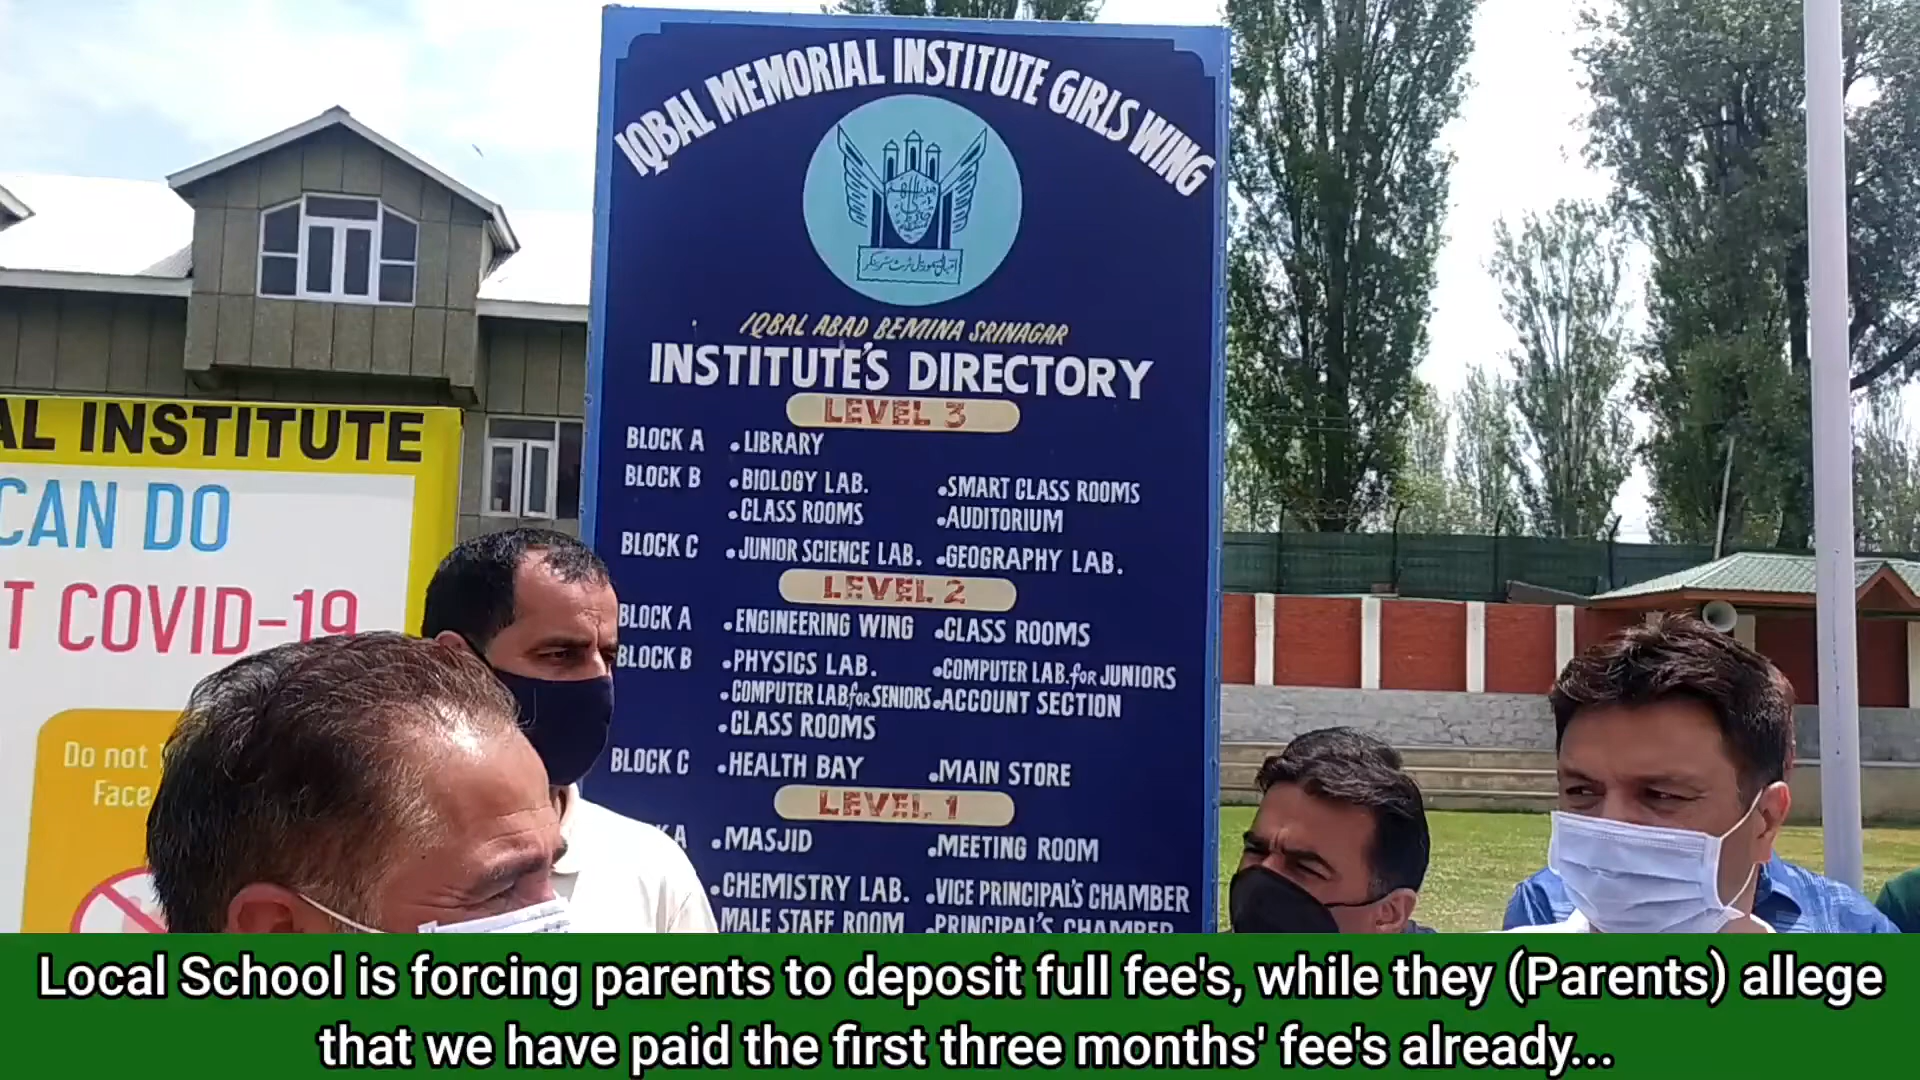 IQBAL MEMORIAL INSTITUTE GIRLS WING
IQBAL ABAD BEMINA SRINAGAR
INSTITUTE'S DIRECTORY
LEVEL 3
BLOCK A • LIBRARY
BLOCK B • BIOLOGY LAB. • SMART CLASS ROOMS
• CLASS ROOMS • AUDITORIUM
BLOCK C • JUNIOR SCIENCE LAB. • GEOGRAPHY LAB.
LEVEL 2
BLOCK A • ENGINEERING WING • CLASS ROOMS
BLOCK B • PHYSICS LAB. • COMPUTER LAB. for JUNIORS
• COMPUTER LAB. for SENIORS • ACCOUNT SECTION
• CLASS ROOMS
BLOCK C • HEALTH BAY • MAIN STORE
LEVEL 1
K A • MASJID • MEETING ROOM
• CHEMISTRY LAB. • VICE PRINCIPAL'S CHAMBER
MALE STAFF ROOM • PRINCIPAL'S CHAMBER
AL INSTITUTE
CAN DO
T COVID-19
Do not
Face
Local School is forcing parents to deposit full fee's, while they (Parents) allege
that we have paid the first three months' fee's already...